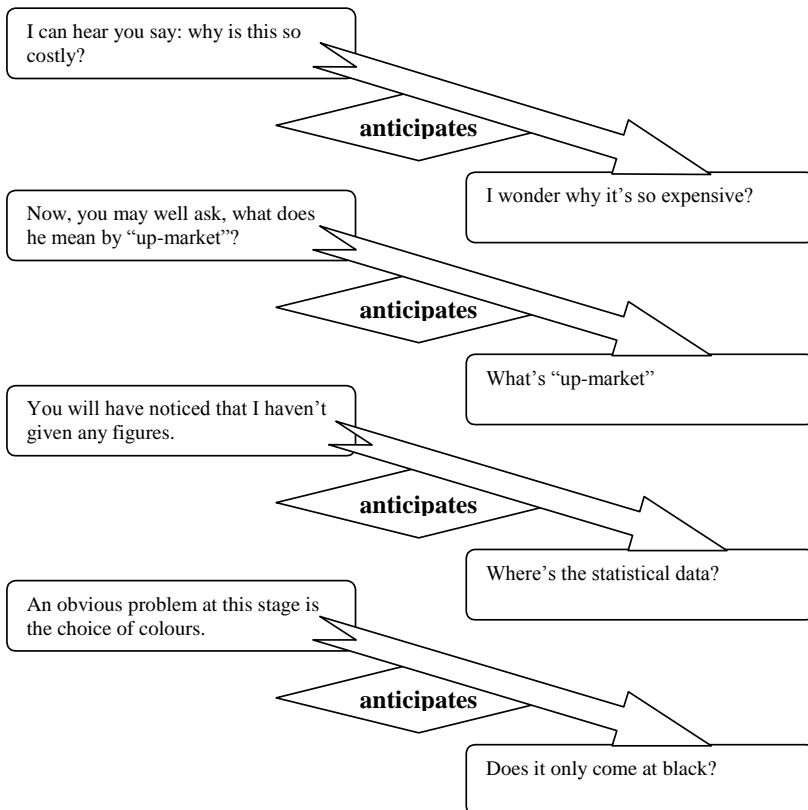 I can hear you say: why is this so
costly?
anticipates
I wonder why it's so expensive?
Now, you may well ask, what does
he mean by “up-market”?
anticipates
What's “up-market”
You will have noticed that I haven't
given any figures.
anticipates
Where's the statistical data?
An obvious problem at this stage is
the choice of colours.
anticipates
Does it only come at black?